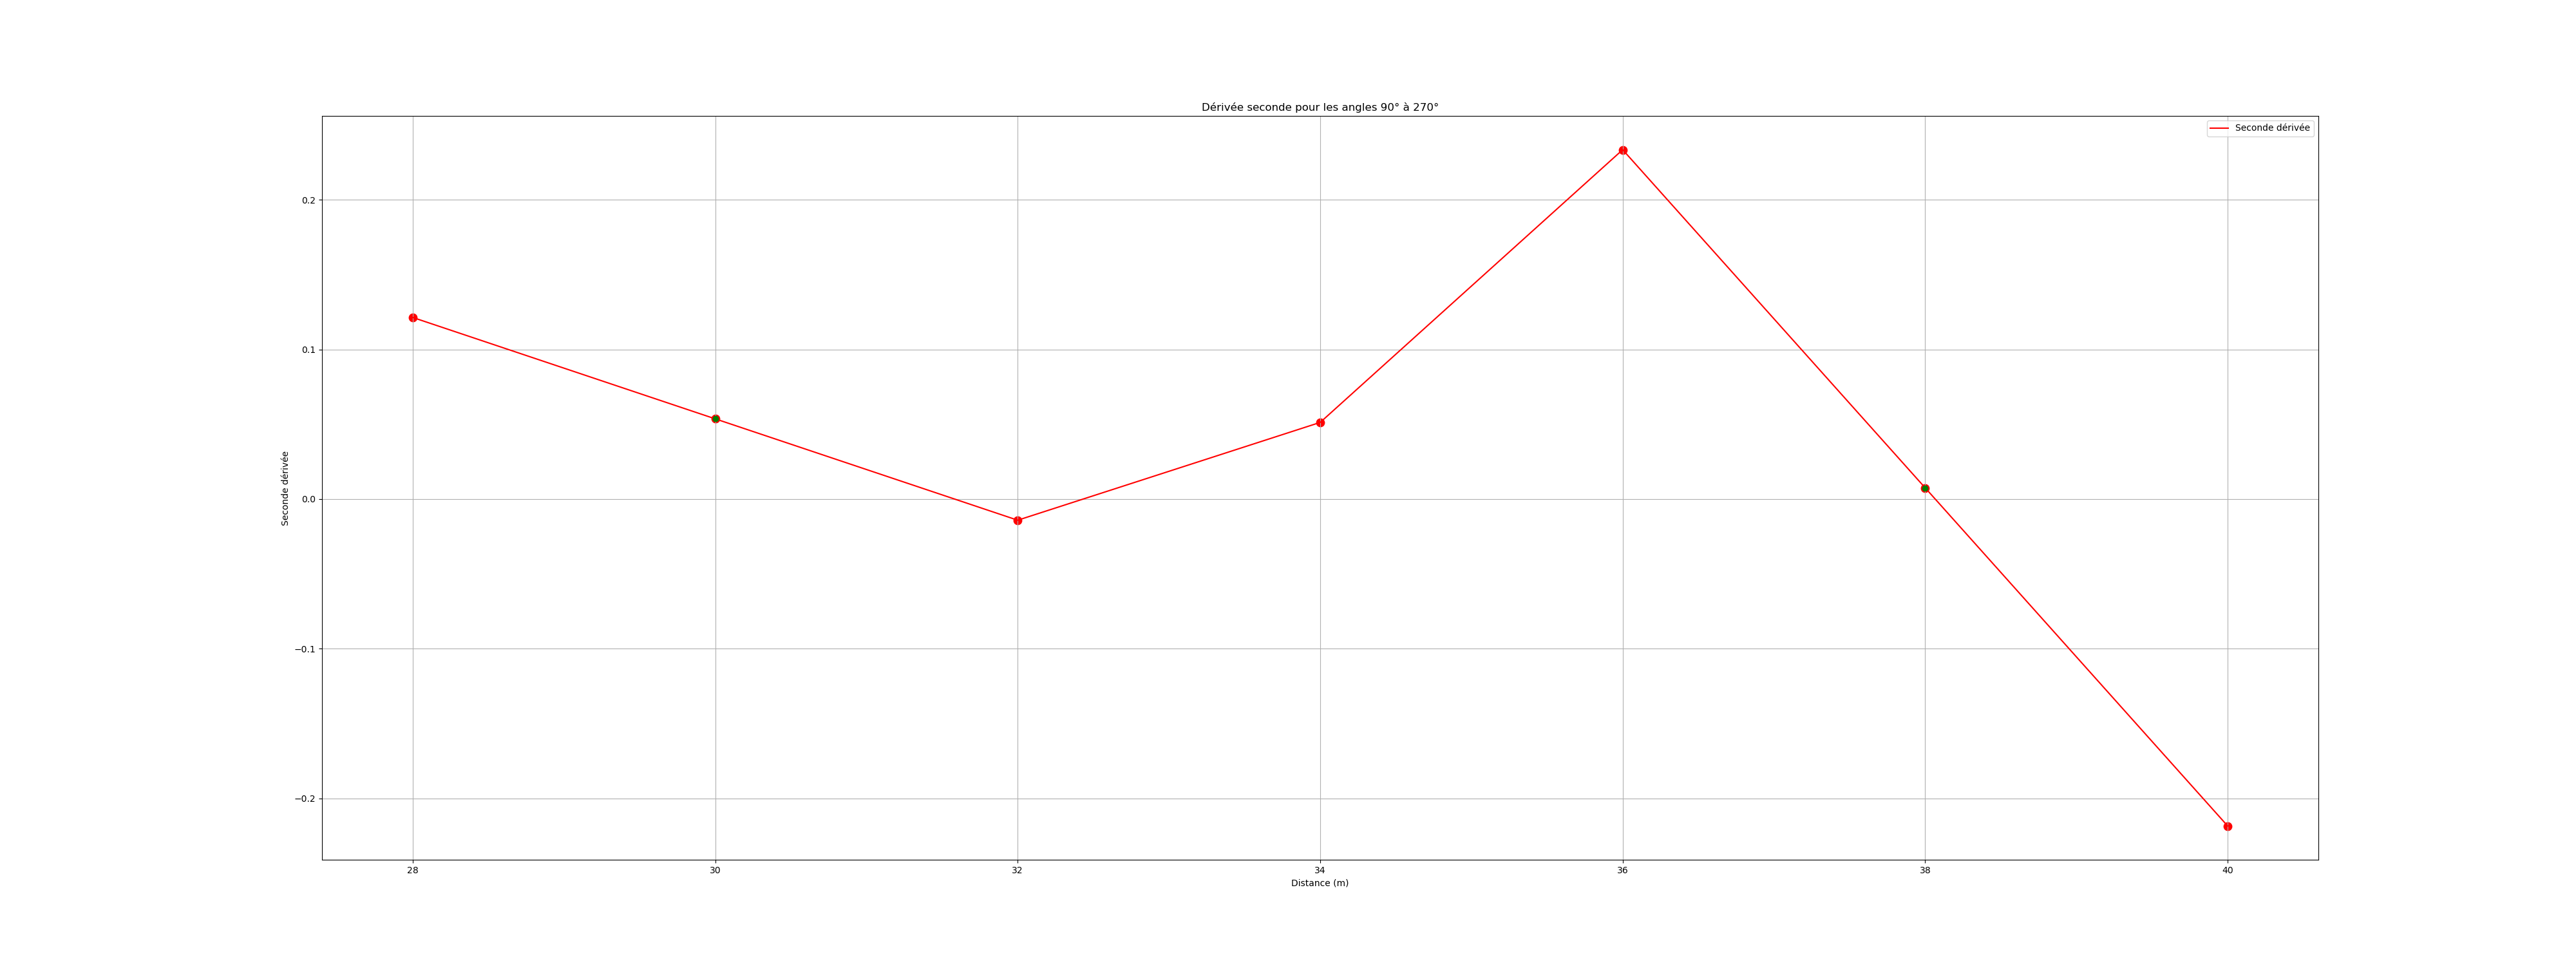 Dérivée seconde pour les angles 90° à 270°
Seconde dérivée
0.2
0.1
0.0
−0.1
−0.2
Seconde dérivée
28 30 32 34 36 38 40
Distance (m)